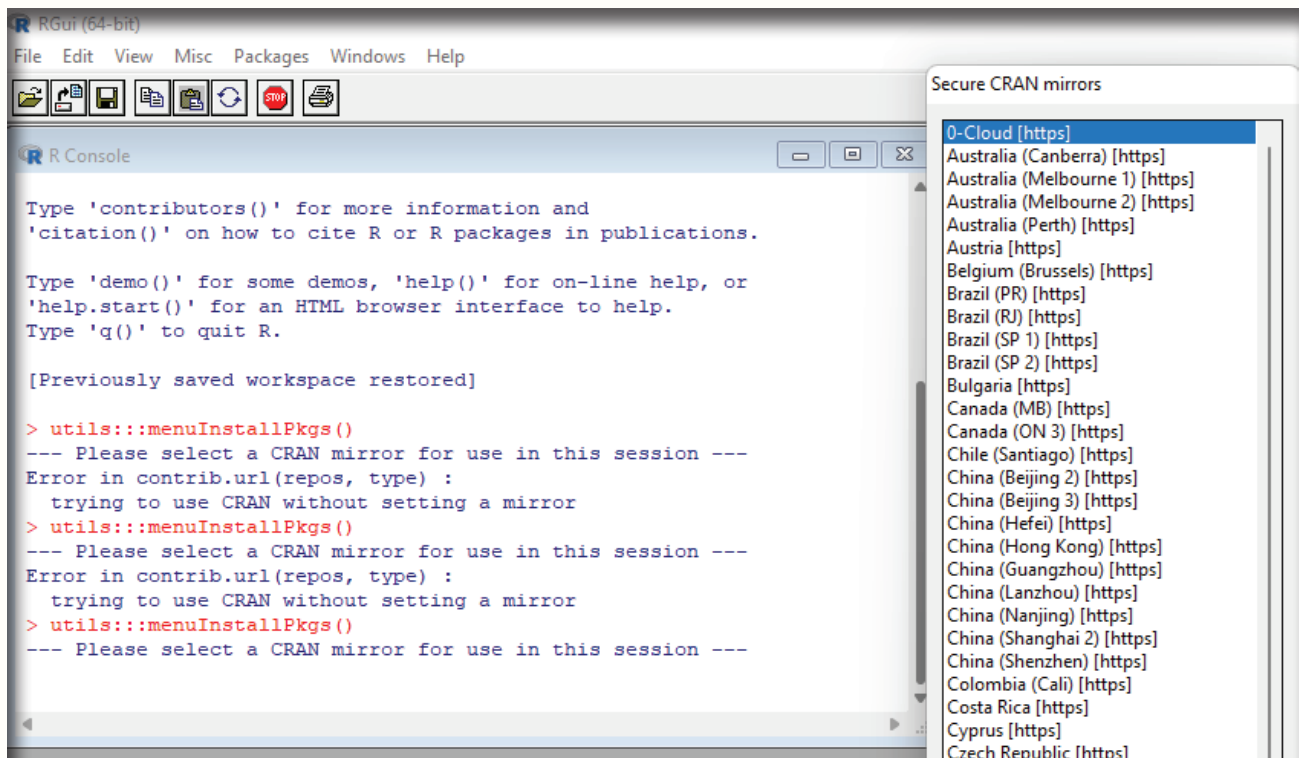 RGui (64-bit)
File Edit View Misc Packages Windows Help
STOP
R Console
Type 'contributors()' for more information and
'citation()' on how to cite R or R packages in publications.
Type 'demo()' for some demos, 'help()' for on-line help, or
'help.start()' for an HTML browser interface to help.
Type 'q()' to quit R.
[Previously saved workspace restored]
> utils:::menuInstallPkgs()
--- Please select a CRAN mirror for use in this session ---
Error in contrib.url(repos, type) :
trying to use CRAN without setting a mirror
> utils:::menuInstallPkgs()
--- Please select a CRAN mirror for use in this session ---
Error in contrib.url(repos, type) :
trying to use CRAN without setting a mirror
> utils:::menuInstallPkgs()
--- Please select a CRAN mirror for use in this session ---
Secure CRAN mirrors
0-Cloud [https]
Australia (Canberra) [https]
Australia (Melbourne 1) [https]
Australia (Melbourne 2) [https]
Australia (Perth) [https]
Austria [https]
Belgium (Brussels) [https]
Brazil (PR) [https]
Brazil (RJ) [https]
Brazil (SP 1) [https]
Brazil (SP 2) [https]
Bulgaria [https]
Canada (MB) [https]
Canada (ON 3) [https]
Chile (Santiago) [https]
China (Beijing 2) [https]
China (Beijing 3) [https]
China (Hefei) [https]
China (Hong Kong) [https]
China (Guangzhou) [https]
China (Lanzhou) [https]
China (Nanjing) [https]
China (Shanghai 2) [https]
China (Shenzhen) [https]
Colombia (Cali) [https]
Costa Rica [https]
Cyprus [https]
Czech Republic [https]